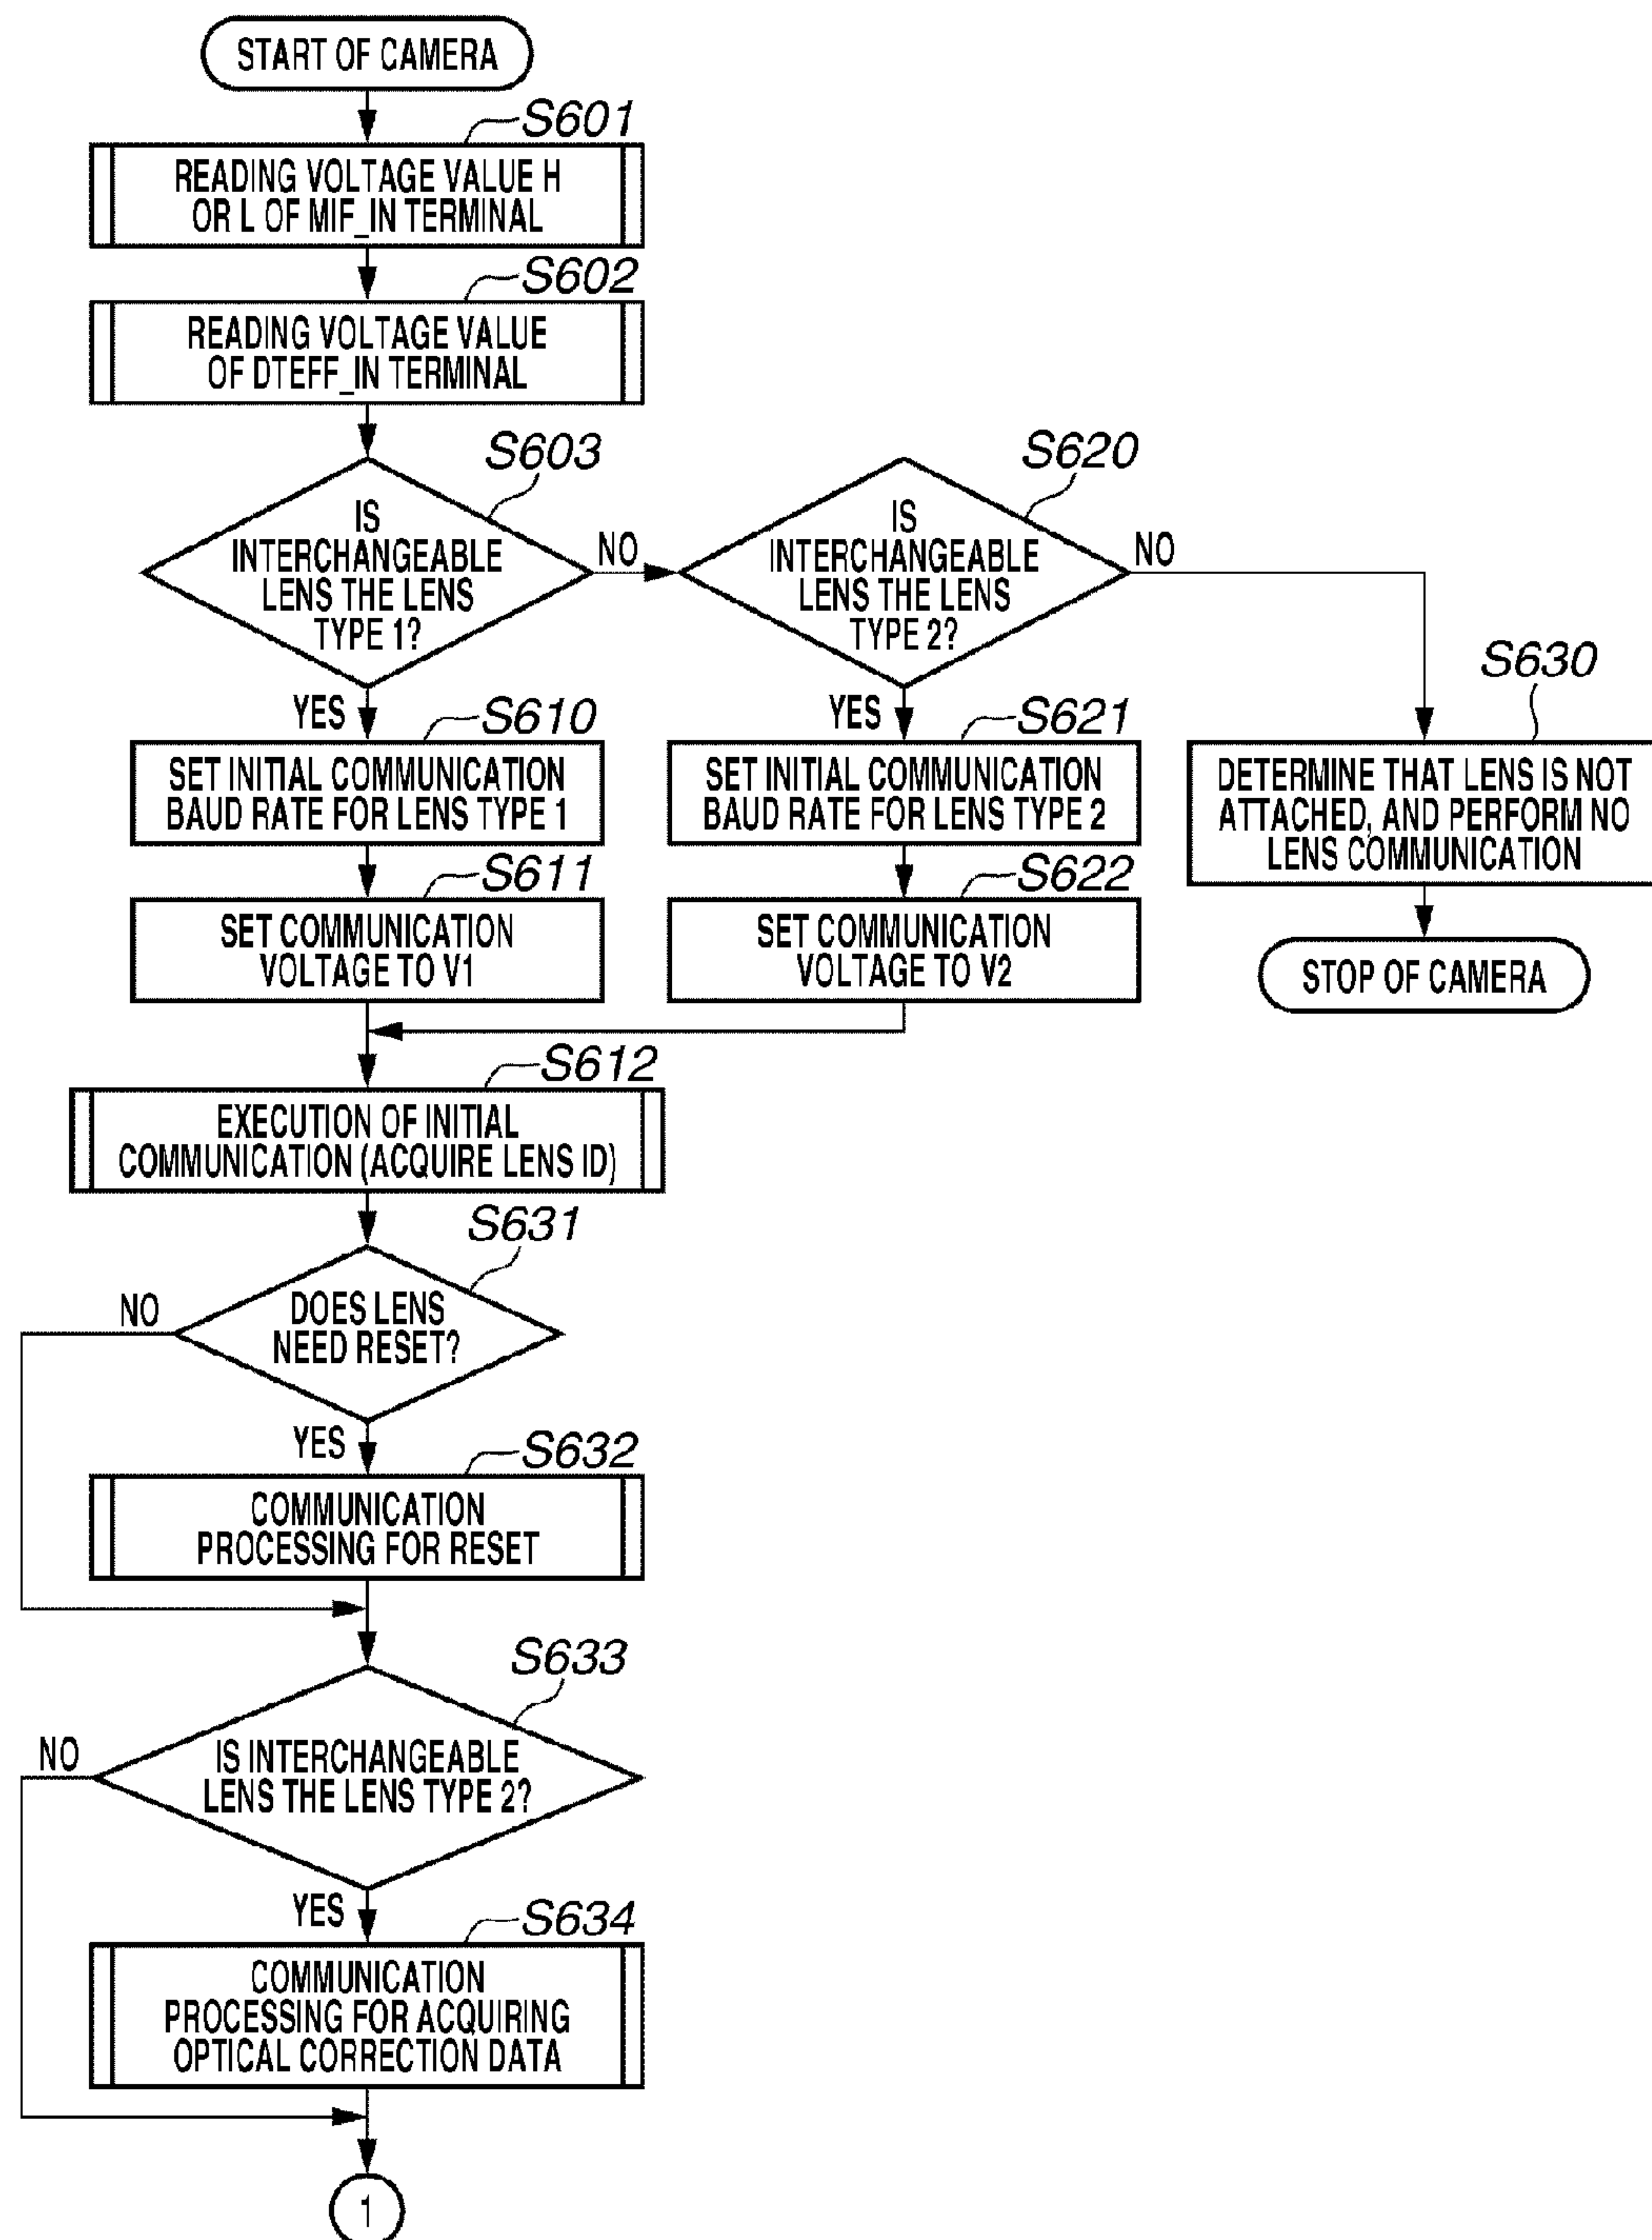 START OF CAMERA
S601
READING VOLTAGE VALUE H
OR L OF MIF_IN TERMINAL
S602
READING VOLTAGE VALUE
OF DTEFF_IN TERMINAL
S603
IS
INTERCHANGEABLE
LENS THE LENS
TYPE 1?
NO
S620
IS
INTERCHANGEABLE
LENS THE LENS
TYPE 2?
NO
YES
S610
SET INITIAL COMMUNICATION
BAUD RATE FOR LENS TYPE 1
YES
S621
SET INITIAL COMMUNICATION
BAUD RATE FOR LENS TYPE 2
S630
DETERMINE THAT LENS IS NOT
ATTACHED, AND PERFORM NO
LENS COMMUNICATION
S611
SET COMMUNICATION
VOLTAGE TO V1
S622
SET COMMUNICATION
VOLTAGE TO V2
STOP OF CAMERA
S612
EXECUTION OF INITIAL
COMMUNICATION (ACQUIRE LENS ID)
S631
NO
DOES LENS
NEED RESET?
YES
S632
COMMUNICATION
PROCESSING FOR RESET
S633
NO
IS INTERCHANGEABLE
LENS THE LENS TYPE 2?
YES
S634
COMMUNICATION
PROCESSING FOR ACQUIRING
OPTICAL CORRECTION DATA
1